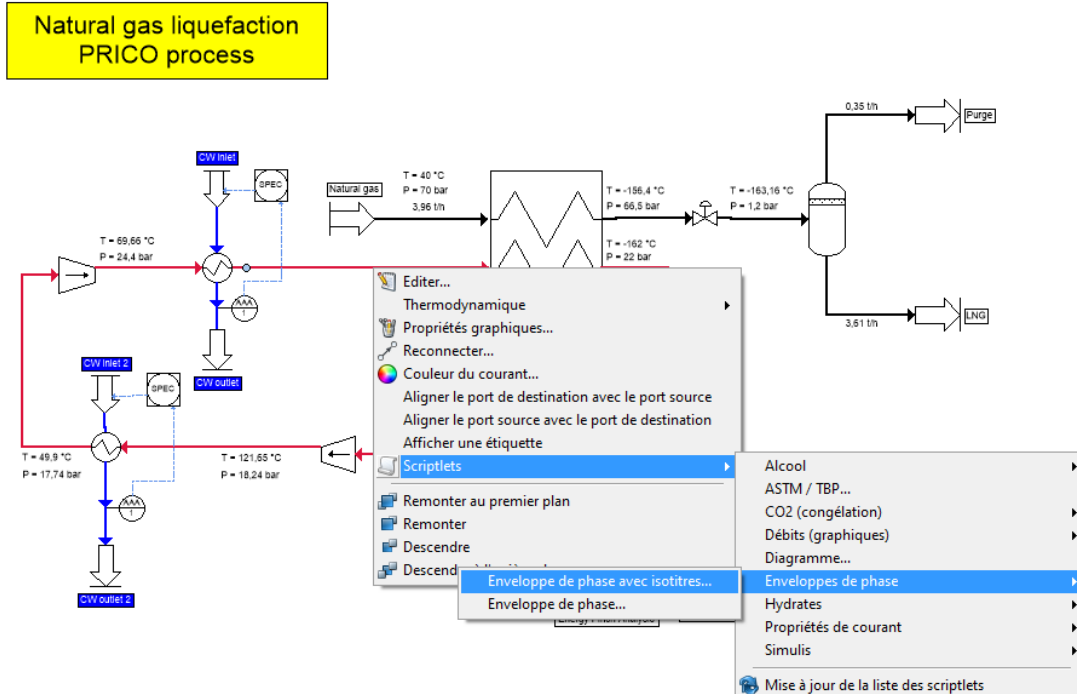 Natural gas liquefaction
PRICO process
0,35 t/h
Purge
CW inlet
SPEC
T = 40 °C
P = 70 bar
3,96 t/h
Natural gas
T = -156,4 °C
P = 66,5 bar
T = -163,16 °C
P = 1,2 bar
T = 69,66 °C
P = 24,4 bar
T = -162 °C
P = 22 bar
AAA
1
3,61 t/h
LNG
CW outlet
CW inlet 2
SPEC
T = 49,9 °C
P = 17,74 bar
T = 121,65 °C
P = 18,24 bar
AAA
1
CW outlet 2
Editer...
Thermodynamique
Propriétés graphiques...
Reconnecter...
Couleur du courant...
Aligner le port de destination avec le port source
Aligner le port source avec le port de destination
Afficher une étiquette
Scriptlets
Remonter au premier plan
Remonter
Descendre
Alcool
ASTM / TBP...
CO2 (congélation)
Débits (graphiques)
Diagramme...
Enveloppes de phase
Hydrates
Propriétés de courant
Simulis
Mise à jour de la liste des scriptlets
Enveloppe de phase avec isotitres...
Enveloppe de phase...